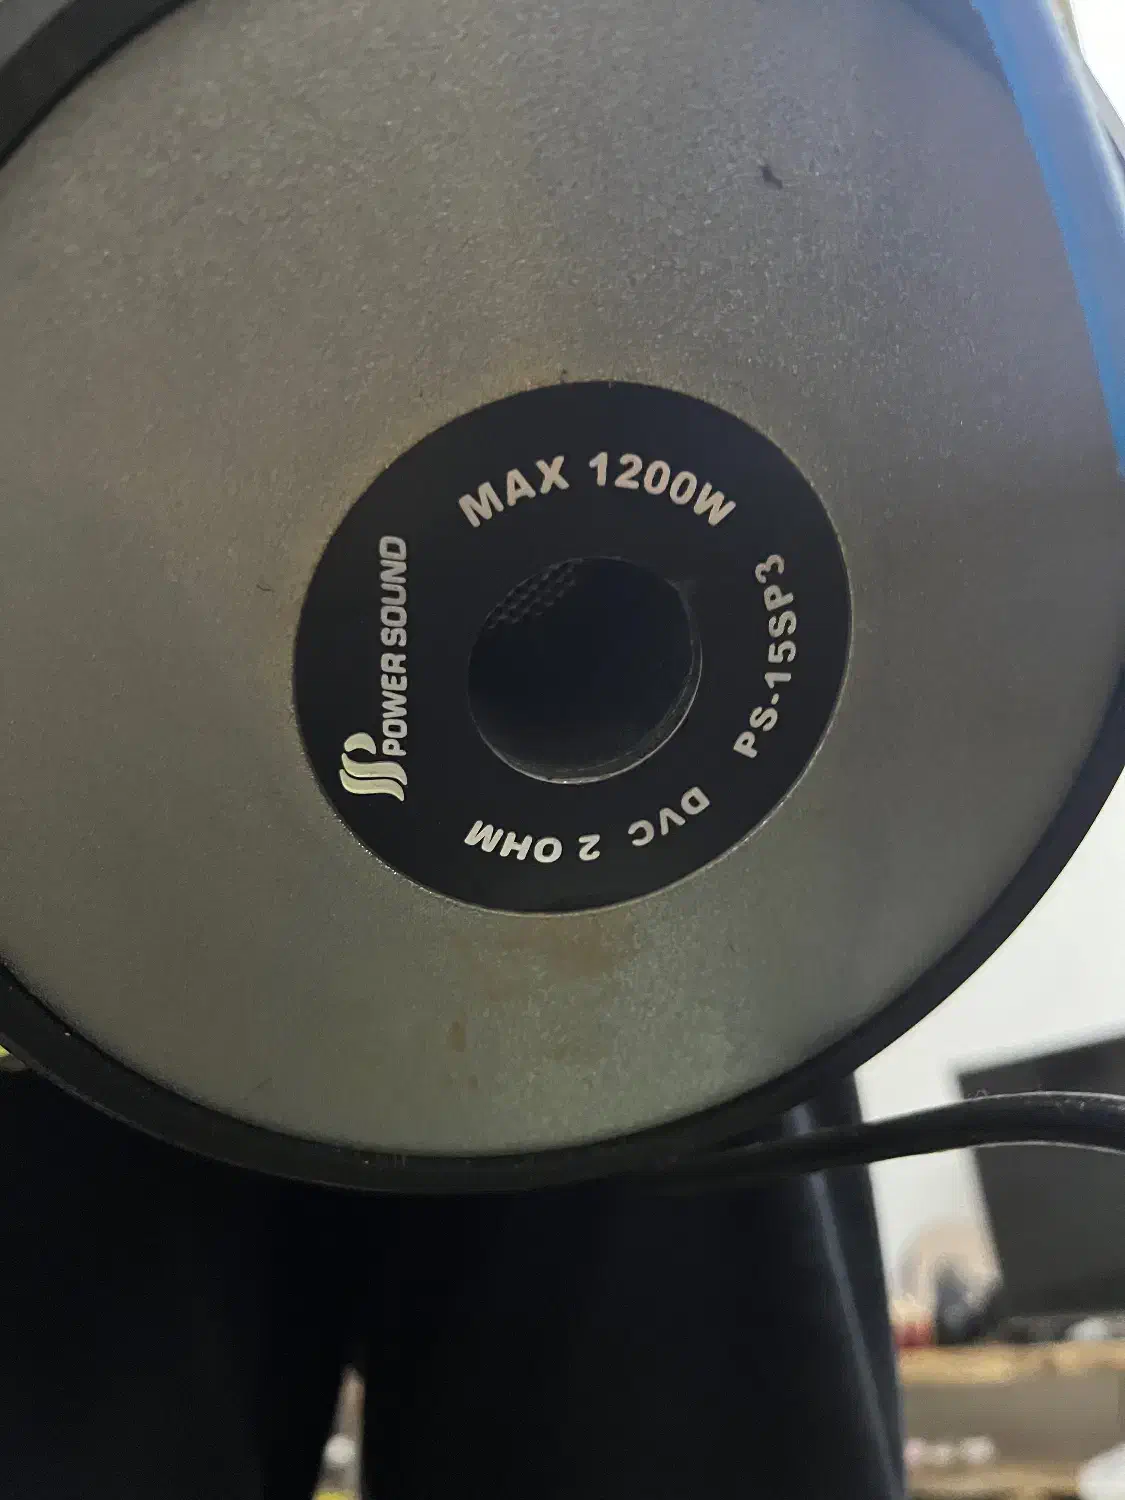 MAX 1200W
POWER SOUND
PS-15SP3
DVC 2 OHM